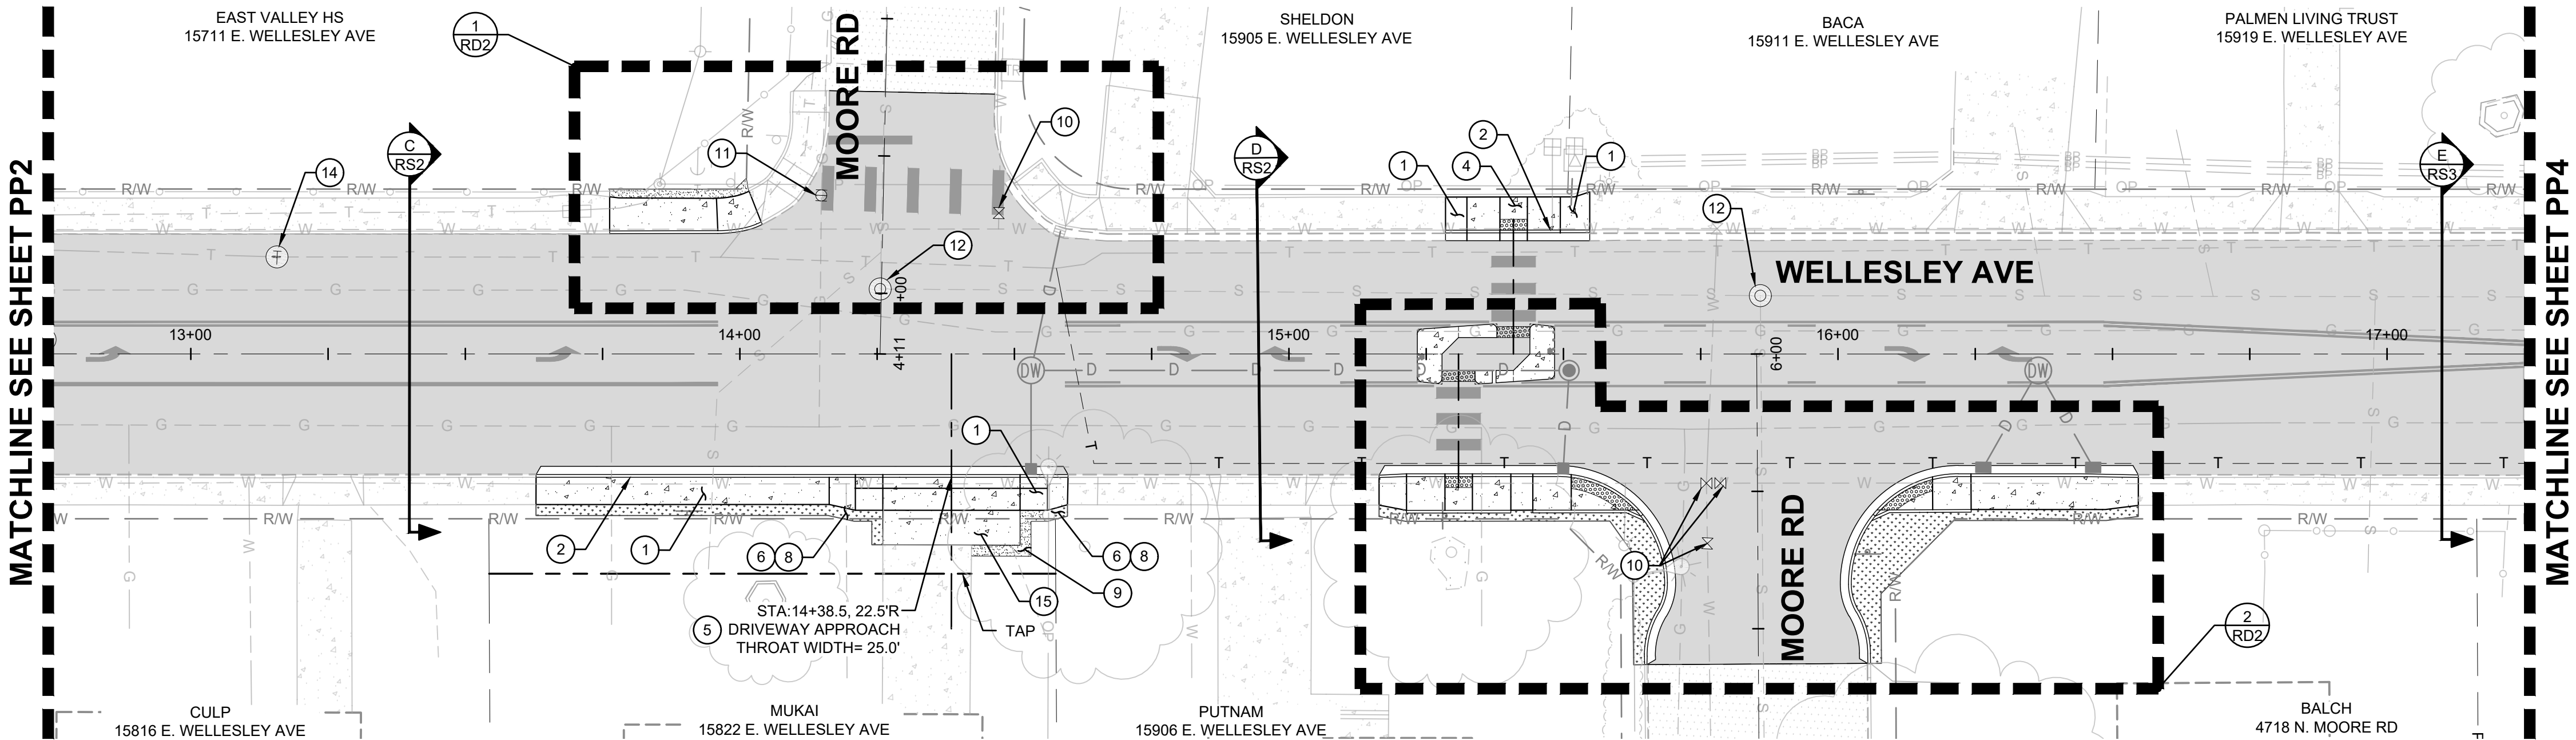 EAST VALLEY HS
15711 E. WELLESLEY AVE
1
RD2
MOORE RD
SHELDON
15905 E. WELLESLEY AVE
BACA
15911 E. WELLESLEY AVE
PALMEN LIVING TRUST
15919 E. WELLESLEY AVE
MATCHLINE SEE SHEET PP2
MATCHLINE SEE SHEET PP4
C
RS2
D
RS2
E
RS3
14
11
10
12
1
4
2
1
12
R/W
R/W
R/W
R/W
R/W
R/W
R/W
R/W
R/W
R/W
WELLESLEY AVE
13+00
14+00
15+00
16+00
17+00
+00
4+11
6+00
DW
D
D
D
D
D
D
DW
D
D
D
D
T
T
T
T
T
T
T
T
T
T
T
1
2
1
6
8
6
8
9
15
10
R/W
R/W
R/W
R/W
R/W
R/W
R/W
R/W
R/W
STA:14+38.5, 22.5'R
5
DRIVEWAY APPROACH
THROAT WIDTH= 25.0'
TAP
MOORE RD
2
RD2
CULP
15816 E. WELLESLEY AVE
MUKAI
15822 E. WELLESLEY AVE
PUTNAM
15906 E. WELLESLEY AVE
BALCH
4718 N. MOORE RD